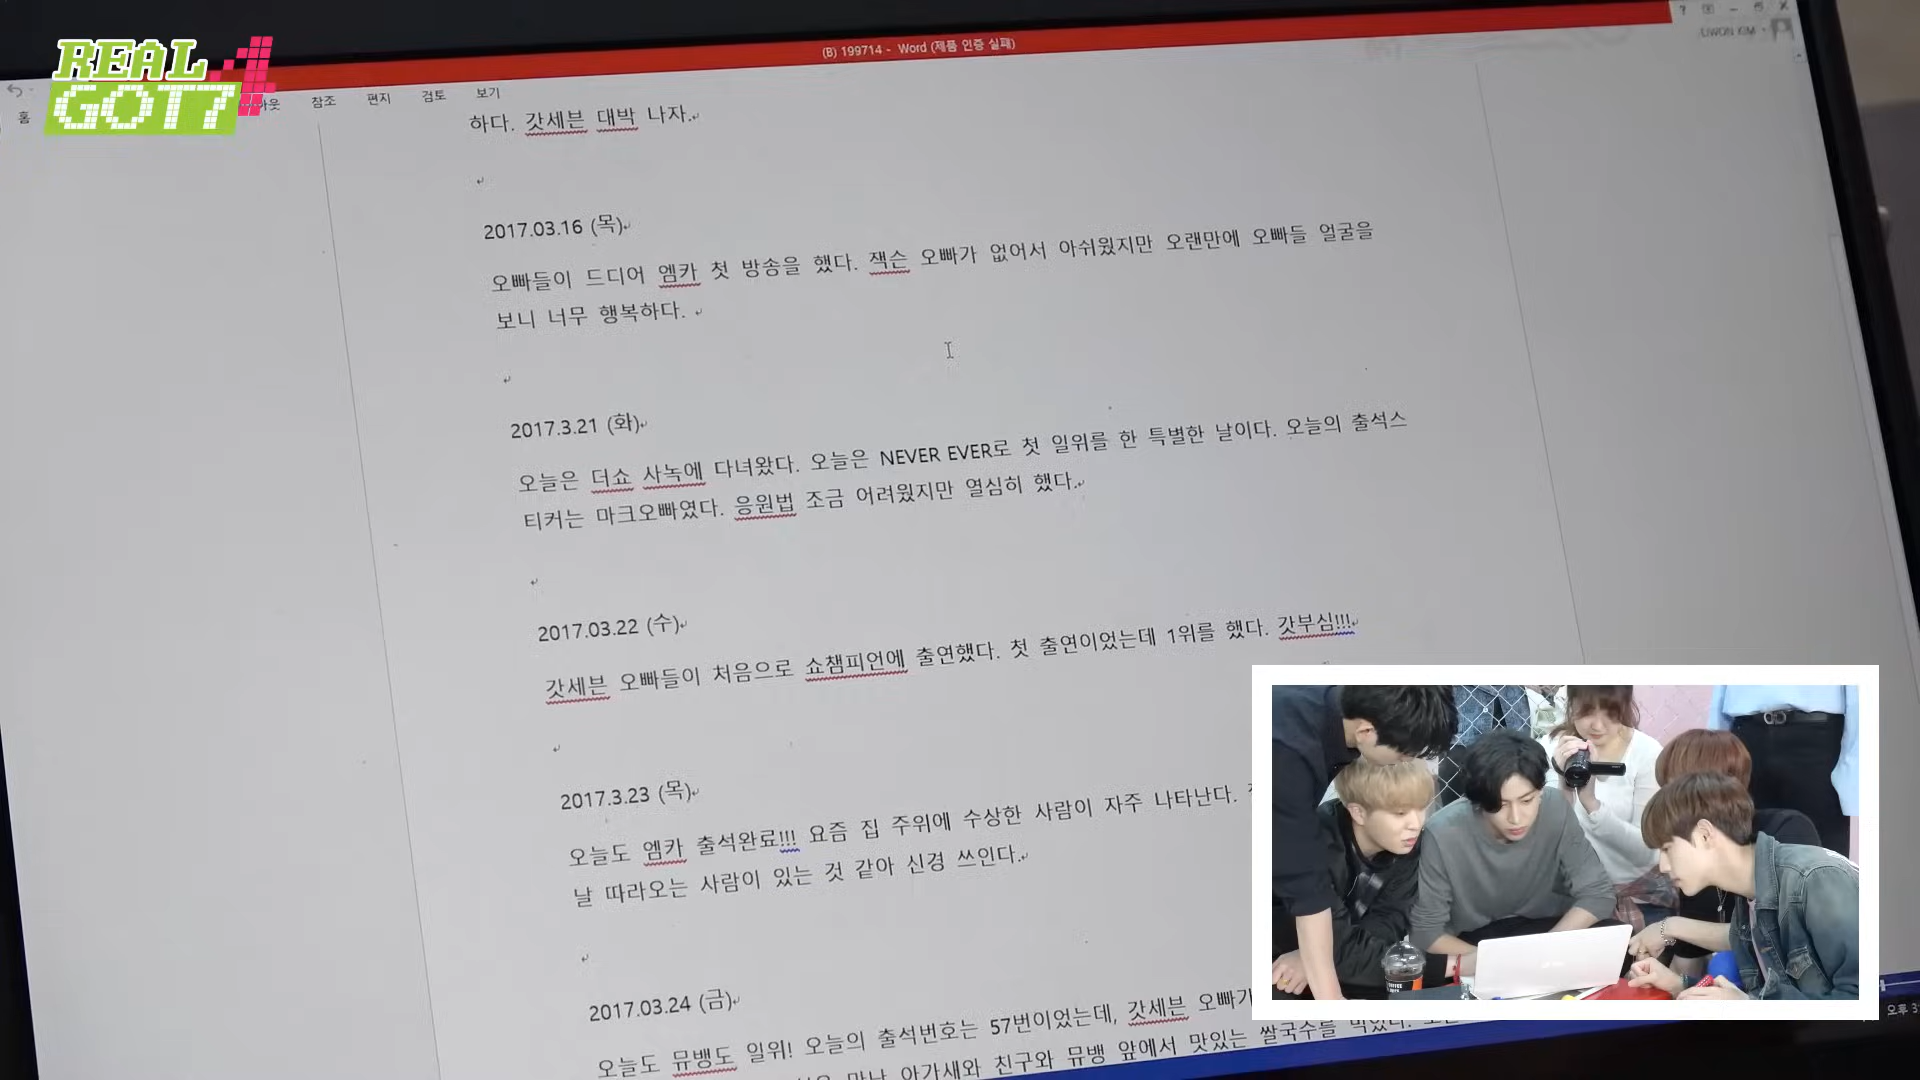 REAL
GOT7
4
(B) 199714 - Word (제품 인증 실패)
LIWON KIM
홈
참조 편지 검토 보기
하다. 갓세븐 대박 나자.
2017.03.16 (목)
오빠들이 드디어 엠카 첫 방송을 했다. 잭슨 오빠가 없어서 아쉬웠지만 오랜만에 오빠들 얼굴을
보니 너무 행복하다.
2017.3.21 (화)
오늘은 더쇼 사녹에 다녀왔다. 오늘은 NEVER EVER로 첫 일위를 한 특별한 날이다. 오늘의 출석스
티커는 마크오빠였다. 응원법 조금 어려웠지만 열심히 했다.
2017.03.22 (수)
갓세븐 오빠들이 처음으로 쇼챔피언에 출연했다. 첫 출연이었는데 1위를 했다. 갓부심!!!
2017.3.23 (목)
오늘도 엠카 출석완료!!! 요즘 집 주위에 수상한 사람이 자주 나타난다.
날 따라오는 사람이 있는 것 같아 신경 쓰인다.
2017.03.24 (금)
오늘도 뮤뱅도 일위! 오늘의 출석번호는 57번이었는데, 갓세븐 오빠가
만난 아가새와 친구와 뮤뱅 앞에서 맛있는 쌀국수를 먹었다.
오후